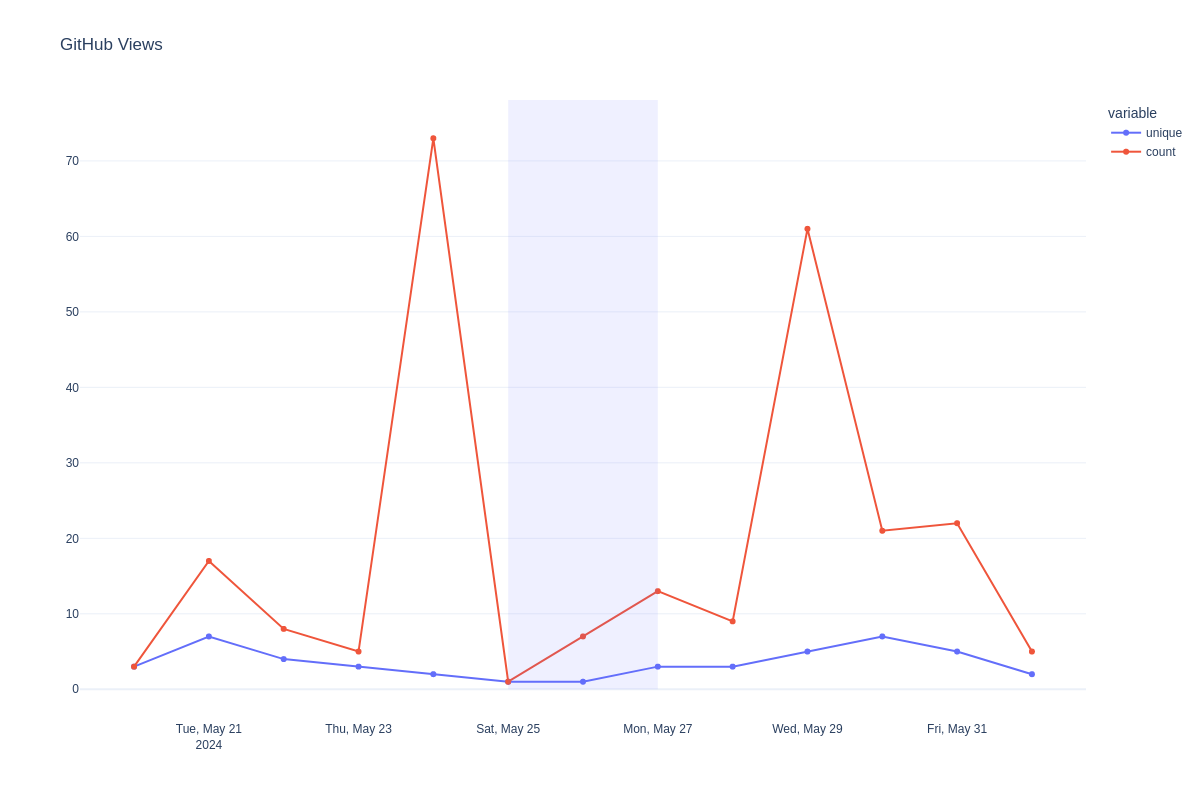 GitHub Views
variable
unique
count
70
60
50
40
30
20
10
0
Tue, May 21
2024
Thu, May 23
Sat, May 25
Mon, May 27
Wed, May 29
Fri, May 31